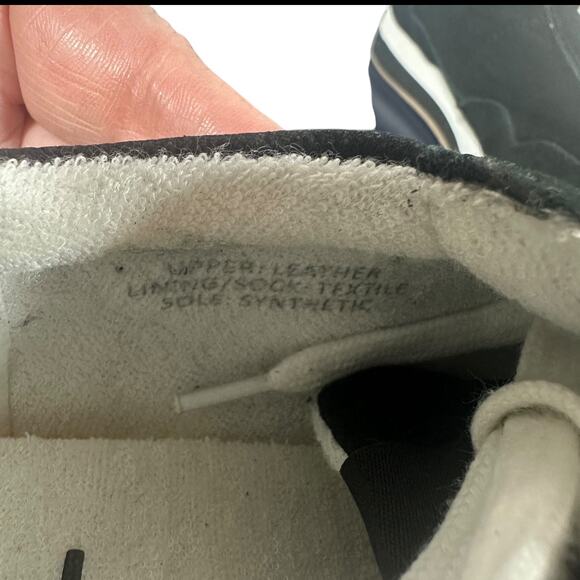 UPPER: LEATHER
LINING/SOCK: TEXTILE
SOLE: SYNTHETIC